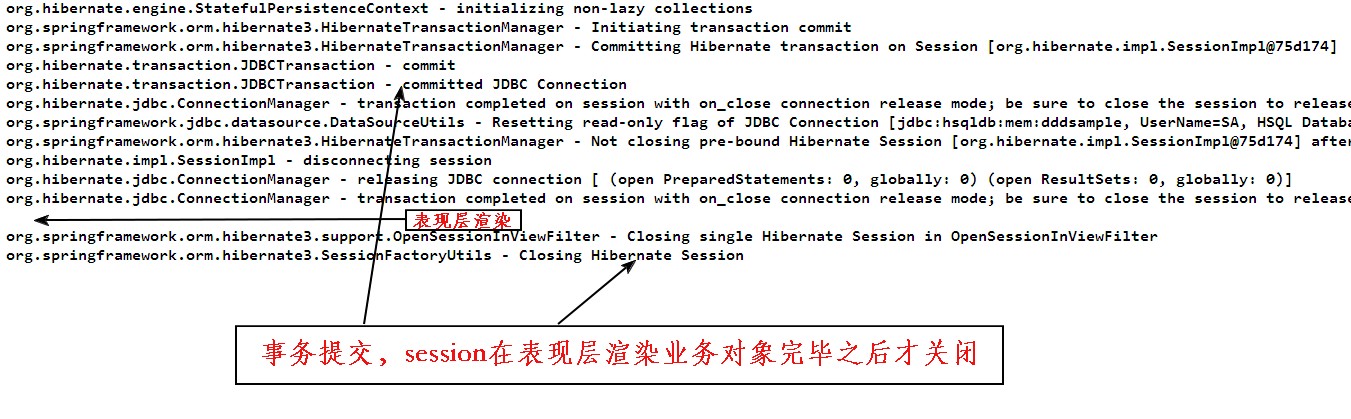 org.hibernate.engine.StatefulPersistenceContext - initializing non-lazy collections
org.springframework.orm.hibernate3.HibernateTransactionManager - Initiating transaction commit
org.springframework.orm.hibernate3.HibernateTransactionManager - Committing Hibernate transaction on Session [org.hibernate.impl.SessionImpl@75d174]
org.hibernate.transaction.JDBCTransaction - commit
org.hibernate.transaction.JDBCTransaction - committed JDBC Connection
org.hibernate.jdbc.ConnectionManager - transaction completed on session with on_close connection release mode; be sure to close the session to release
org.springframework.jdbc.datasource.DataSourceUtils - Resetting read-only flag of JDBC Connection [jdbc:hsqldb:mem:dddsample, UserName=SA, HSQL Databa
org.springframework.orm.hibernate3.HibernateTransactionManager - Not closing pre-bound Hibernate Session [org.hibernate.impl.SessionImpl@75d174] after
org.hibernate.impl.SessionImpl - disconnecting session
org.hibernate.jdbc.ConnectionManager - releasing JDBC connection [ (open PreparedStatements: 0, globally: 0) (open ResultSets: 0, globally: 0)]
org.hibernate.jdbc.ConnectionManager - transaction completed on session with on_close connection release mode; be sure to close the session to release
表现层渲染
org.springframework.orm.hibernate3.support.OpenSessionInViewFilter - Closing single Hibernate Session in OpenSessionInViewFilter
org.springframework.orm.hibernate3.SessionFactoryUtils - Closing Hibernate Session
事务提交，session在表现层渲染业务对象完毕之后才关闭